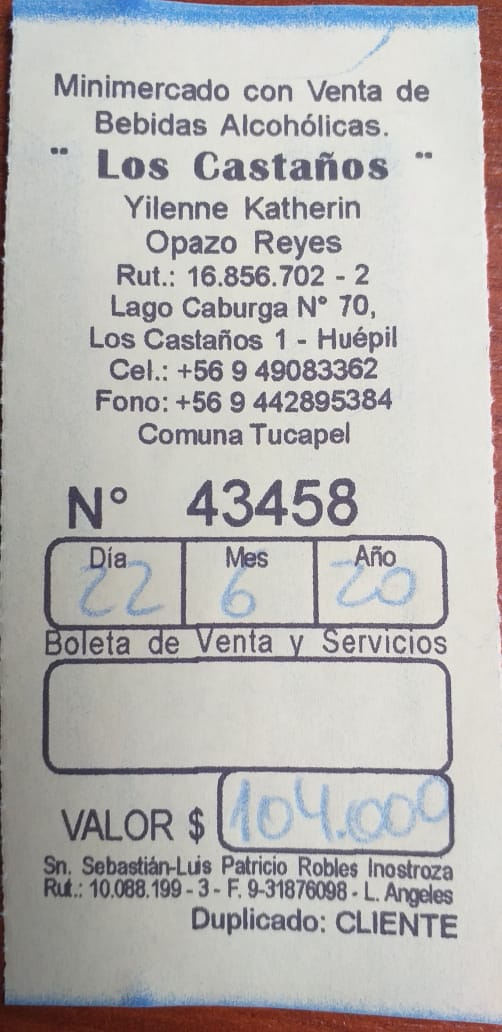 Minimercado con Venta de
Bebidas Alcohólicas.
" Los Castaños "
Yilenne Katherin
Opazo Reyes
Rut.: 16.856.702 - 2
Lago Caburga N° 70,
Los Castaños 1 - Huépil
Cel.: +56 9 49083362
Fono: +56 9 442895384
Comuna Tucapel
N° 43458
Día Mes Año
22 6 20
Boleta de Venta y Servicios
VALOR $ 104.000
Sn. Sebastián-Luis Patricio Robles Inostroza
Rut.: 10.088.199 - 3 - F. 9-31876098 - L. Angeles
Duplicado: CLIENTE